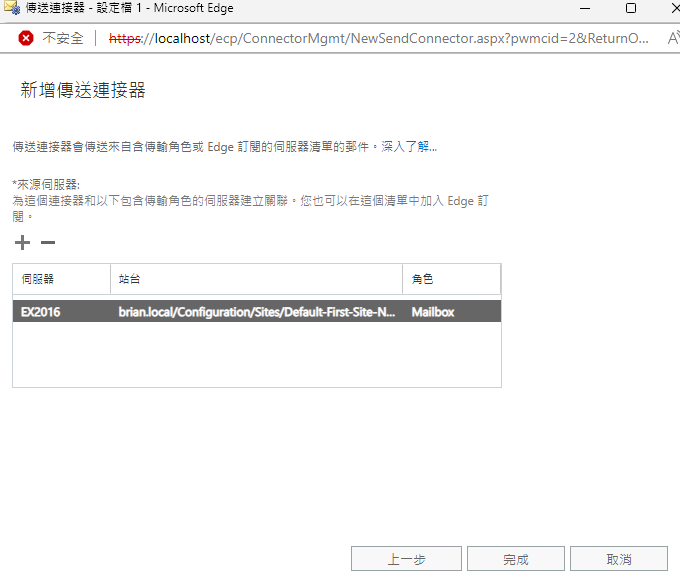 傳送連接器 - 設定檔 1 - Microsoft Edge
不安全 https://localhost/ecp/ConnectorMgmt/NewSendConnector.aspx?pwmcid=2&ReturnO...
新增傳送連接器
傳送連接器會傳送來自含傳輸角色或 Edge 訂閱的伺服器清單的郵件。深入了解...
*來源伺服器:
為這個連接器和以下包含傳輸角色的伺服器建立關聯。您也可以在這個清單中加入 Edge 訂
閱。
伺服器 站台 角色
EX2016 brian.local/Configuration/Sites/Default-First-Site-N... Mailbox
上一步 完成 取消